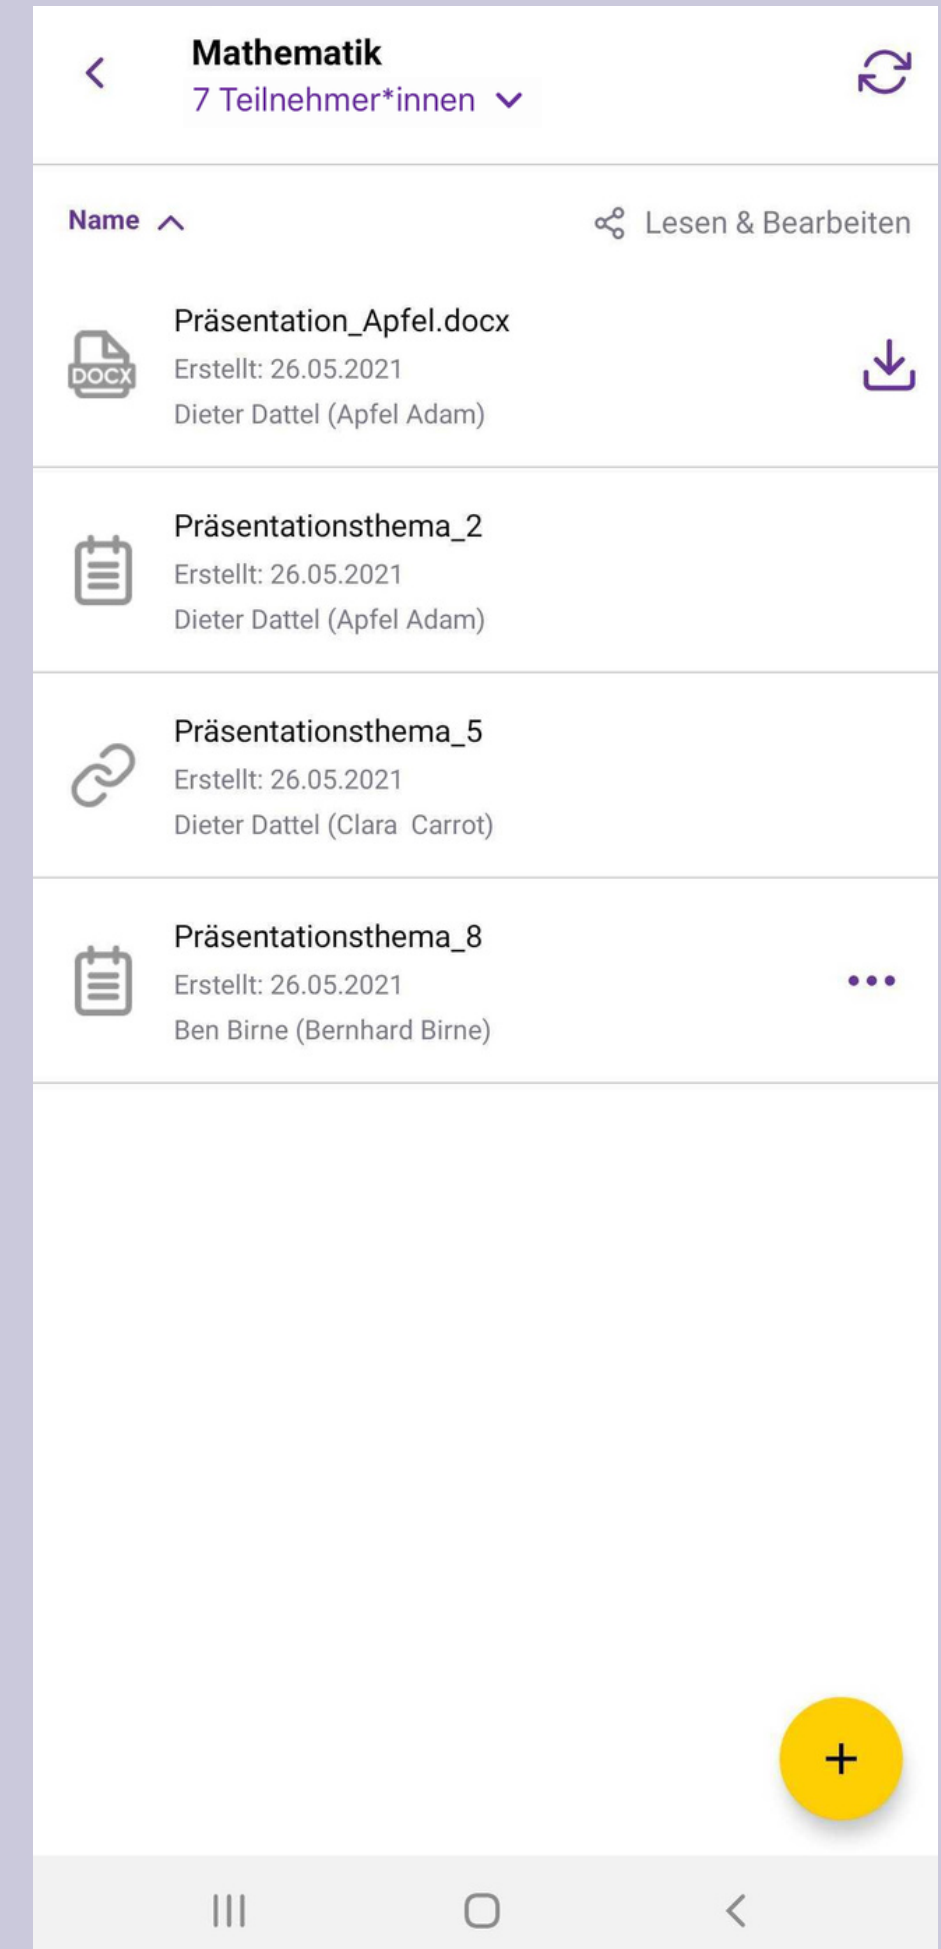 Mathematik
7 Teilnehmer*innen
Name
Lesen & Bearbeiten
Präsentation_Apfel.docx
DOCX
Erstellt: 26.05.2021
Dieter Dattel (Apfel Adam)
Präsentationsthema_2
Erstellt: 26.05.2021
Dieter Dattel (Apfel Adam)
Präsentationsthema_5
Erstellt: 26.05.2021
Dieter Dattel (Clara  Carrot)
Präsentationsthema_8
Erstellt: 26.05.2021
Ben Birne (Bernhard Birne)